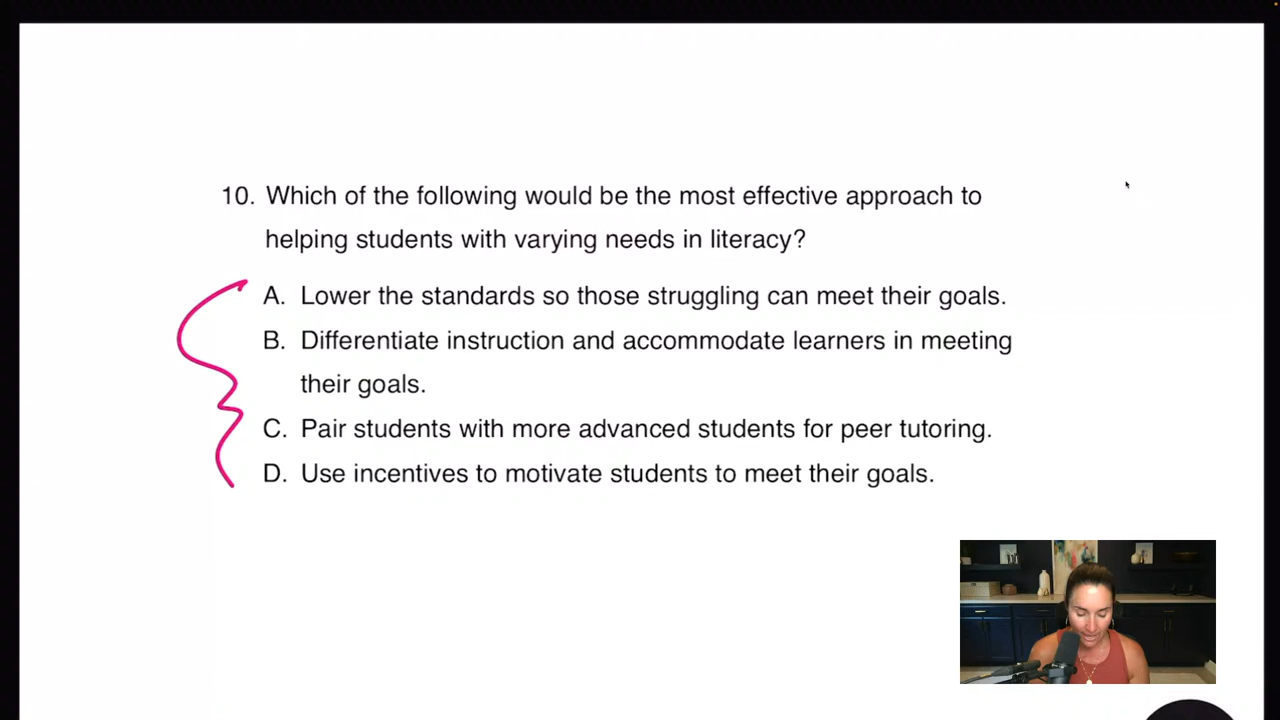 10. Which of the following would be the most effective approach to
helping students with varying needs in literacy?
A. Lower the standards so those struggling can meet their goals.
B. Differentiate instruction and accommodate learners in meeting
their goals.
C. Pair students with more advanced students for peer tutoring.
D. Use incentives to motivate students to meet their goals.